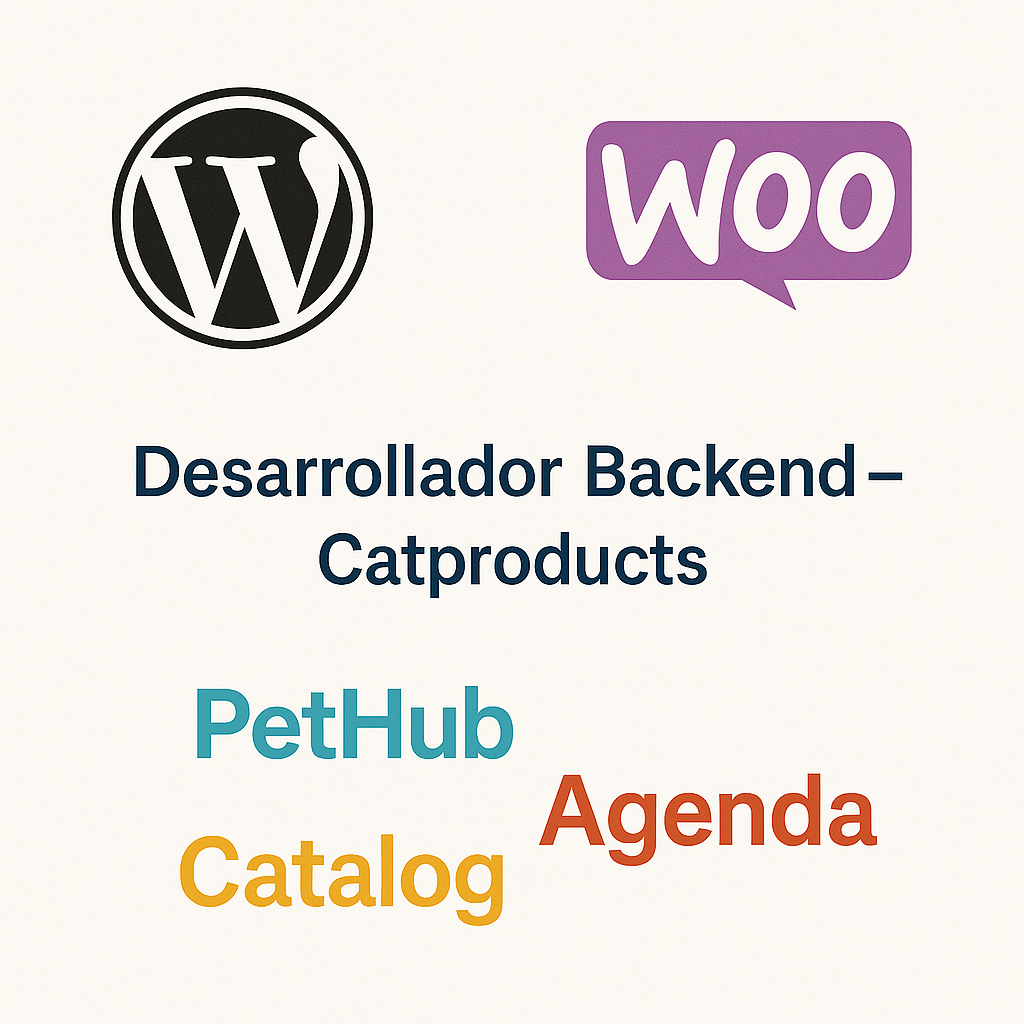 W
WOO
Desarrollador Backend –
Catproducts
PetHub
Agenda
Catalog